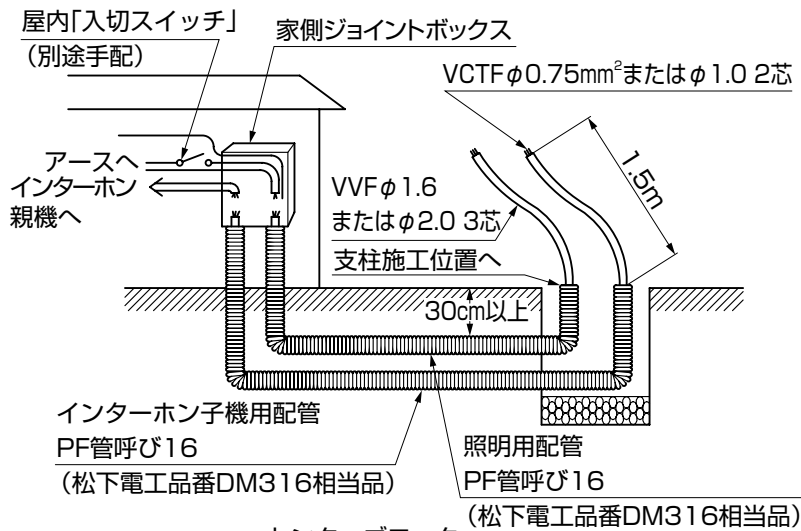 屋内「入切スイッチ」
（別途手配）
家側ジョイントボックス
VCTFφ0.75mm²またはφ1.0 2芯
アースへ
インターホン
親機へ
VVFφ1.6
またはφ2.0 3芯
1.5m
支柱施工位置へ
30cm以上
インターホン子機用配管
PF管呼び16
（松下電工品番DM316相当品）
照明用配管
PF管呼び16
（松下電工品番DM316相当品）